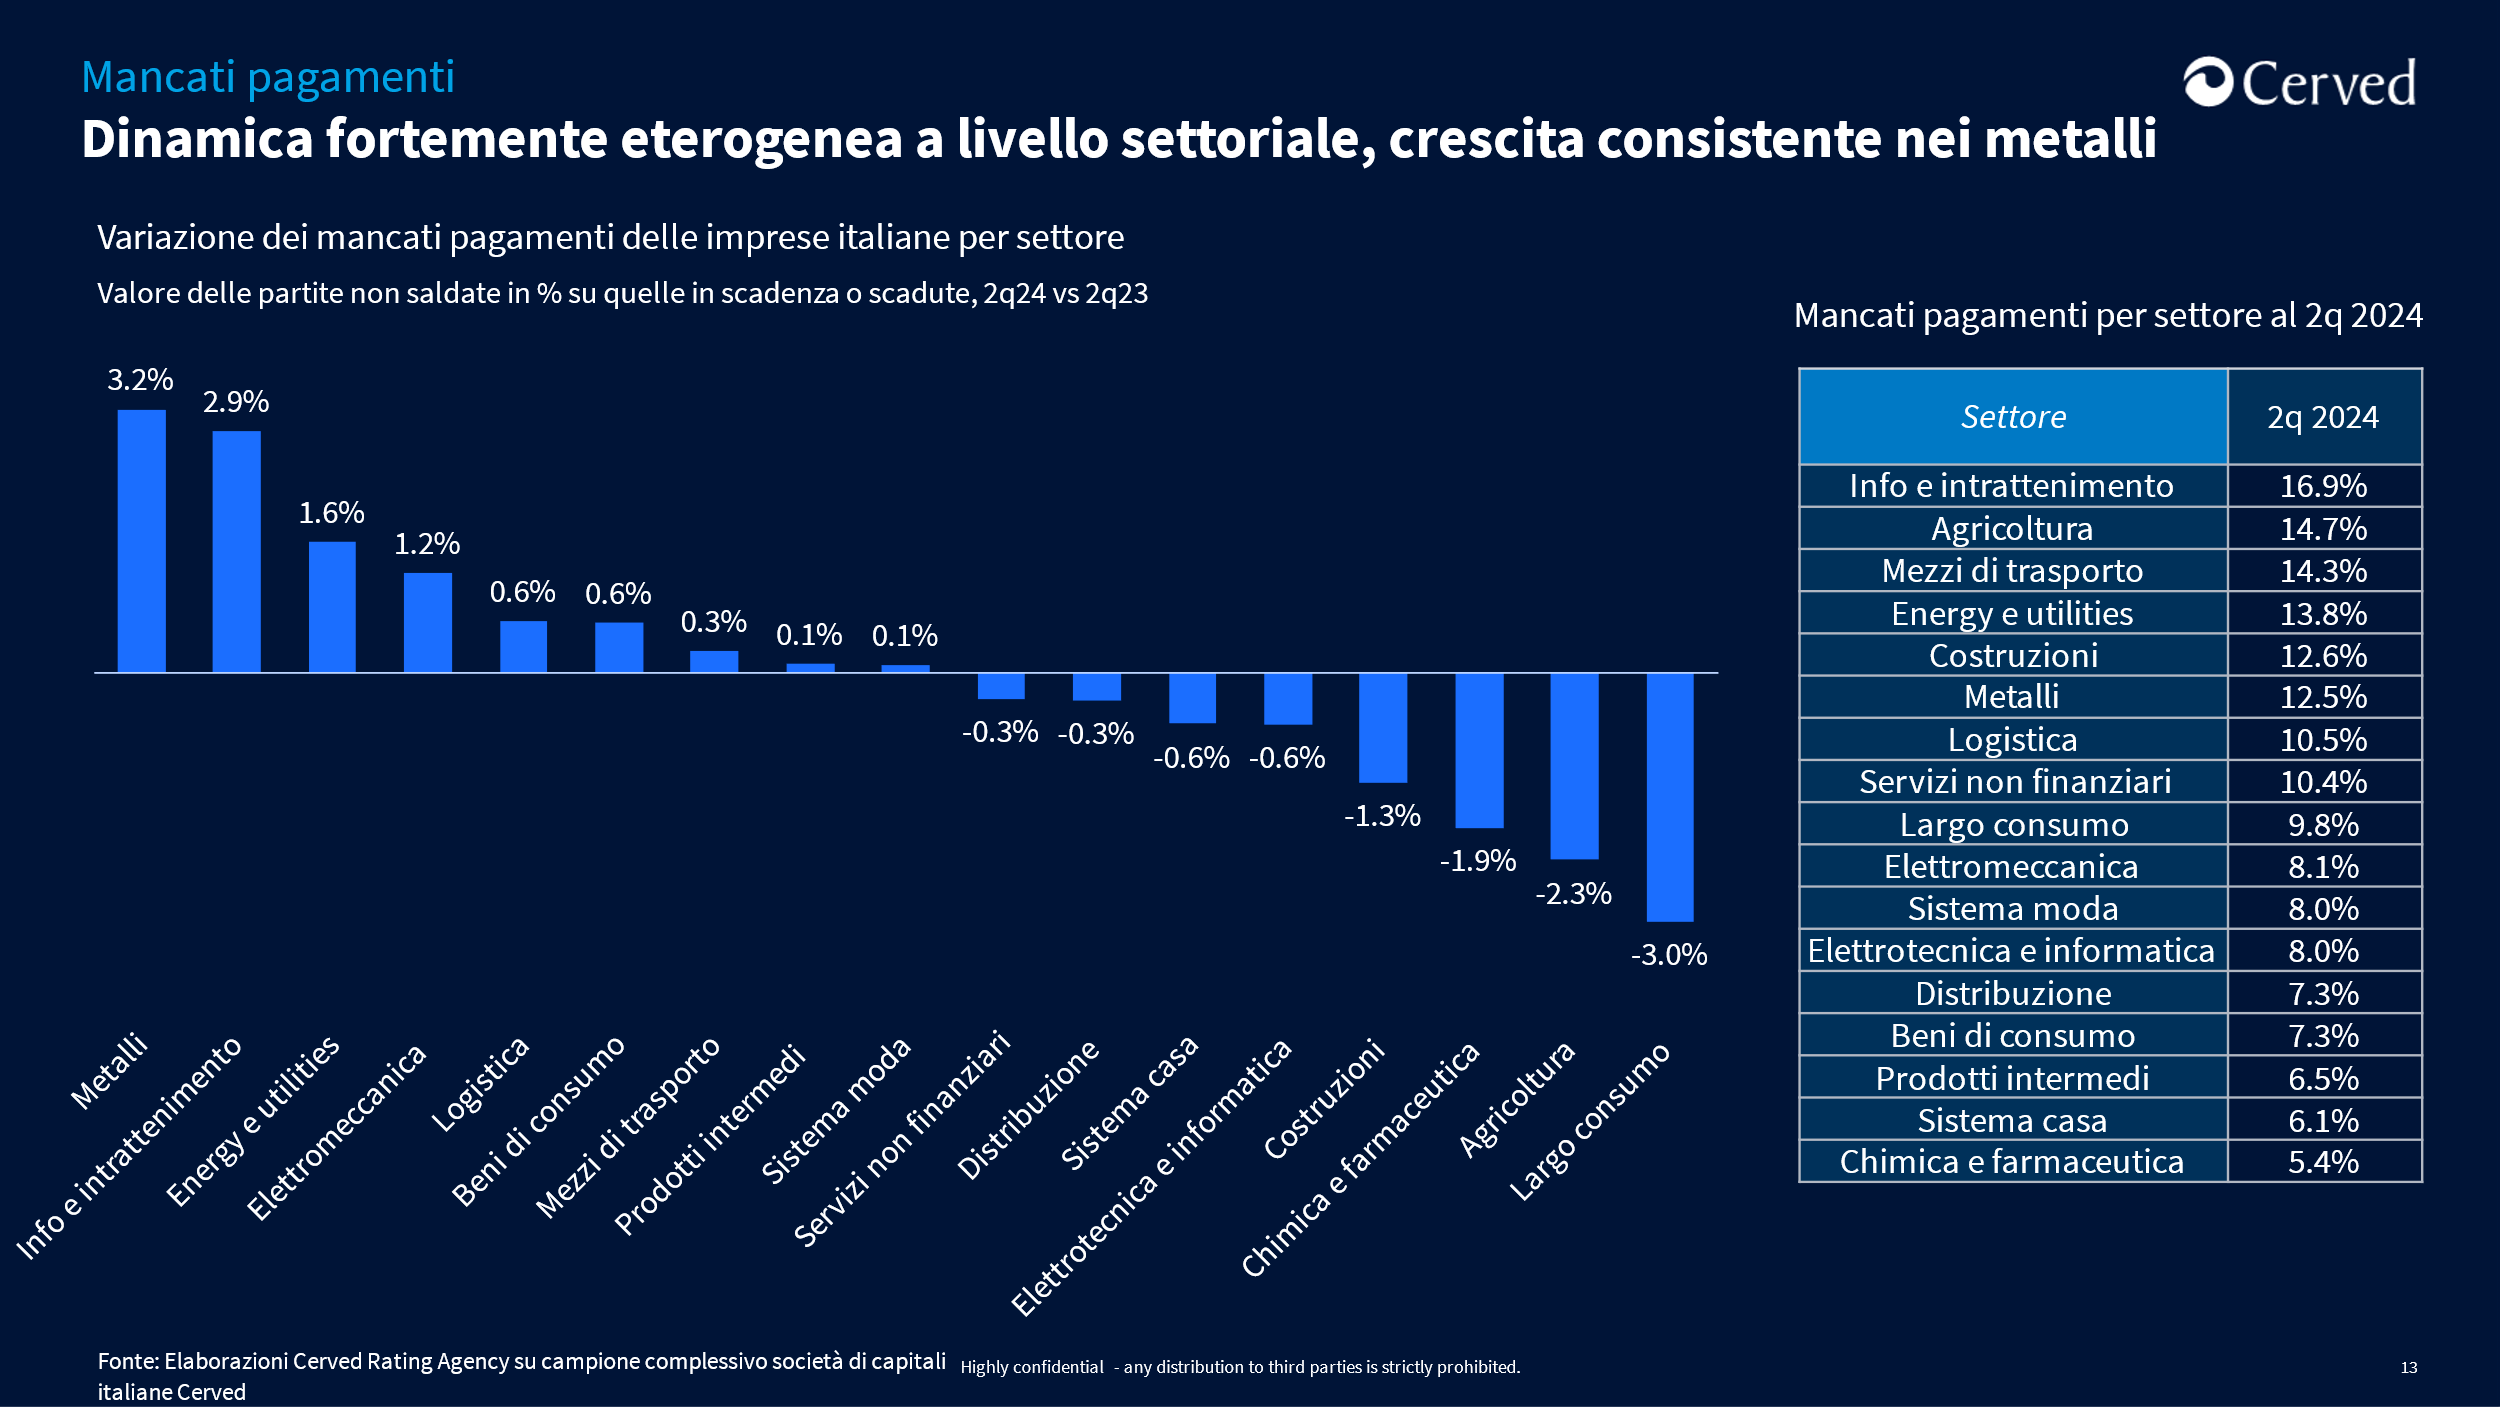 Mancati pagamenti
Cerved
Dinamica fortemente eterogenea a livello settoriale, crescita consistente nei metalli
Variazione dei mancati pagamenti delle imprese italiane per settore
Valore delle partite non saldate in % su quelle in scadenza o scadute, 2q24 vs 2q23
3.2%
2.9%
1.6%
1.2%
0.6%
0.6%
0.3%
0.1%
0.1%
-0.3%
-0.3%
-0.6%
-0.6%
-1.3%
-1.9%
-2.3%
-3.0%
Metalli
Info e intrattenimento
Energy e utilities
Elettromeccanica
Logistica
Beni di consumo
Mezzi di trasporto
Prodotti intermedi
Sistema moda
Servizi non finanziari
Distribuzione
Sistema casa
Elettrotecnica e informatica
Costruzioni
Chimica e farmaceutica
Agricoltura
Largo consumo
Mancati pagamenti per settore al 2q 2024
Settore 2q 2024
Info e intrattenimento 16.9%
Agricoltura 14.7%
Mezzi di trasporto 14.3%
Energy e utilities 13.8%
Costruzioni 12.6%
Metalli 12.5%
Logistica 10.5%
Servizi non finanziari 10.4%
Largo consumo 9.8%
Elettromeccanica 8.1%
Sistema moda 8.0%
Elettrotecnica e informatica 8.0%
Distribuzione 7.3%
Beni di consumo 7.3%
Prodotti intermedi 6.5%
Sistema casa 6.1%
Chimica e farmaceutica 5.4%
Fonte: Elaborazioni Cerved Rating Agency su campione complessivo società di capitali
italiane Cerved
Highly confidential - any distribution to third parties is strictly prohibited.
13